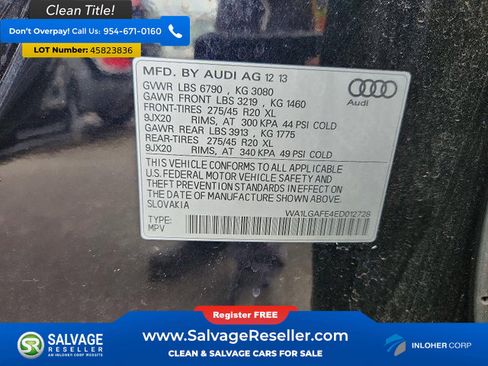 Clean Title!
Don't Overpay! Call Us: 954-671-0160
Lot Number: 45823836
MFD. BY AUDI AG 12 13
GVWR LBS 6790 , KG 3080
GAWR FRONT LBS 3219 , KG 1460
FRONT-TIRES 275/45 R20 XL
9JX20 RIMS, AT 300 KPA 44 PSI COLD
GAWR REAR LBS 3913 , KG 1775
REAR-TIRES 275/45 R20 XL
9JX20 RIMS, AT 340 KPA 49 PSI COLD
Audi
THIS VEHICLE CONFORMS TO ALL APPLICABLE
U.S. FEDERAL MOTOR VEHICLE SAFETY AND
THEFT PREVENTION STANDARDS IN EFFECT ON
THE DATE OF MANUFACTURE SHOWN ABOVE.
SLOVAKIA
WA1LGAFE4ED012728
TYPE:
MPV
Register FREE!
SALVAGE
RESELLER
AN INLOHER CORP WEBSITE
www.SalvageReseller.com
CLEAN & SALVAGE CARS FOR SALE
INLOHER CORP